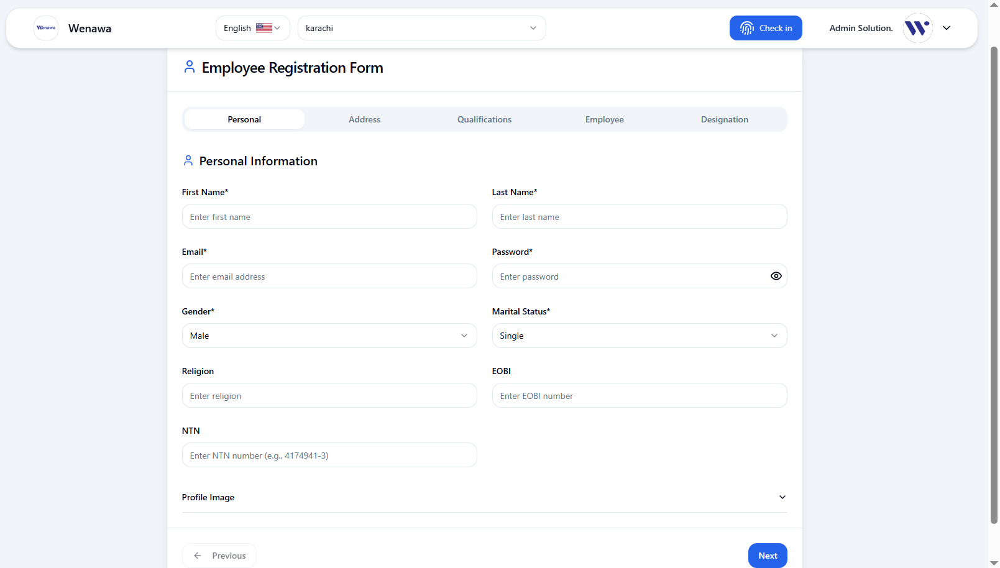 Wenawa
Wenawa
English
karachi
Check in
Admin Solution.
W
Employee Registration Form
Personal
Address
Qualifications
Employee
Designation
Personal Information
First Name*
Last Name*
Enter first name
Enter last name
Email*
Password*
Enter email address
Enter password
Gender*
Marital Status*
Male
Single
Religion
EOBI
Enter religion
Enter EOBI number
NTN
Enter NTN number (e.g., 4174941-3)
Profile Image
Previous
Next